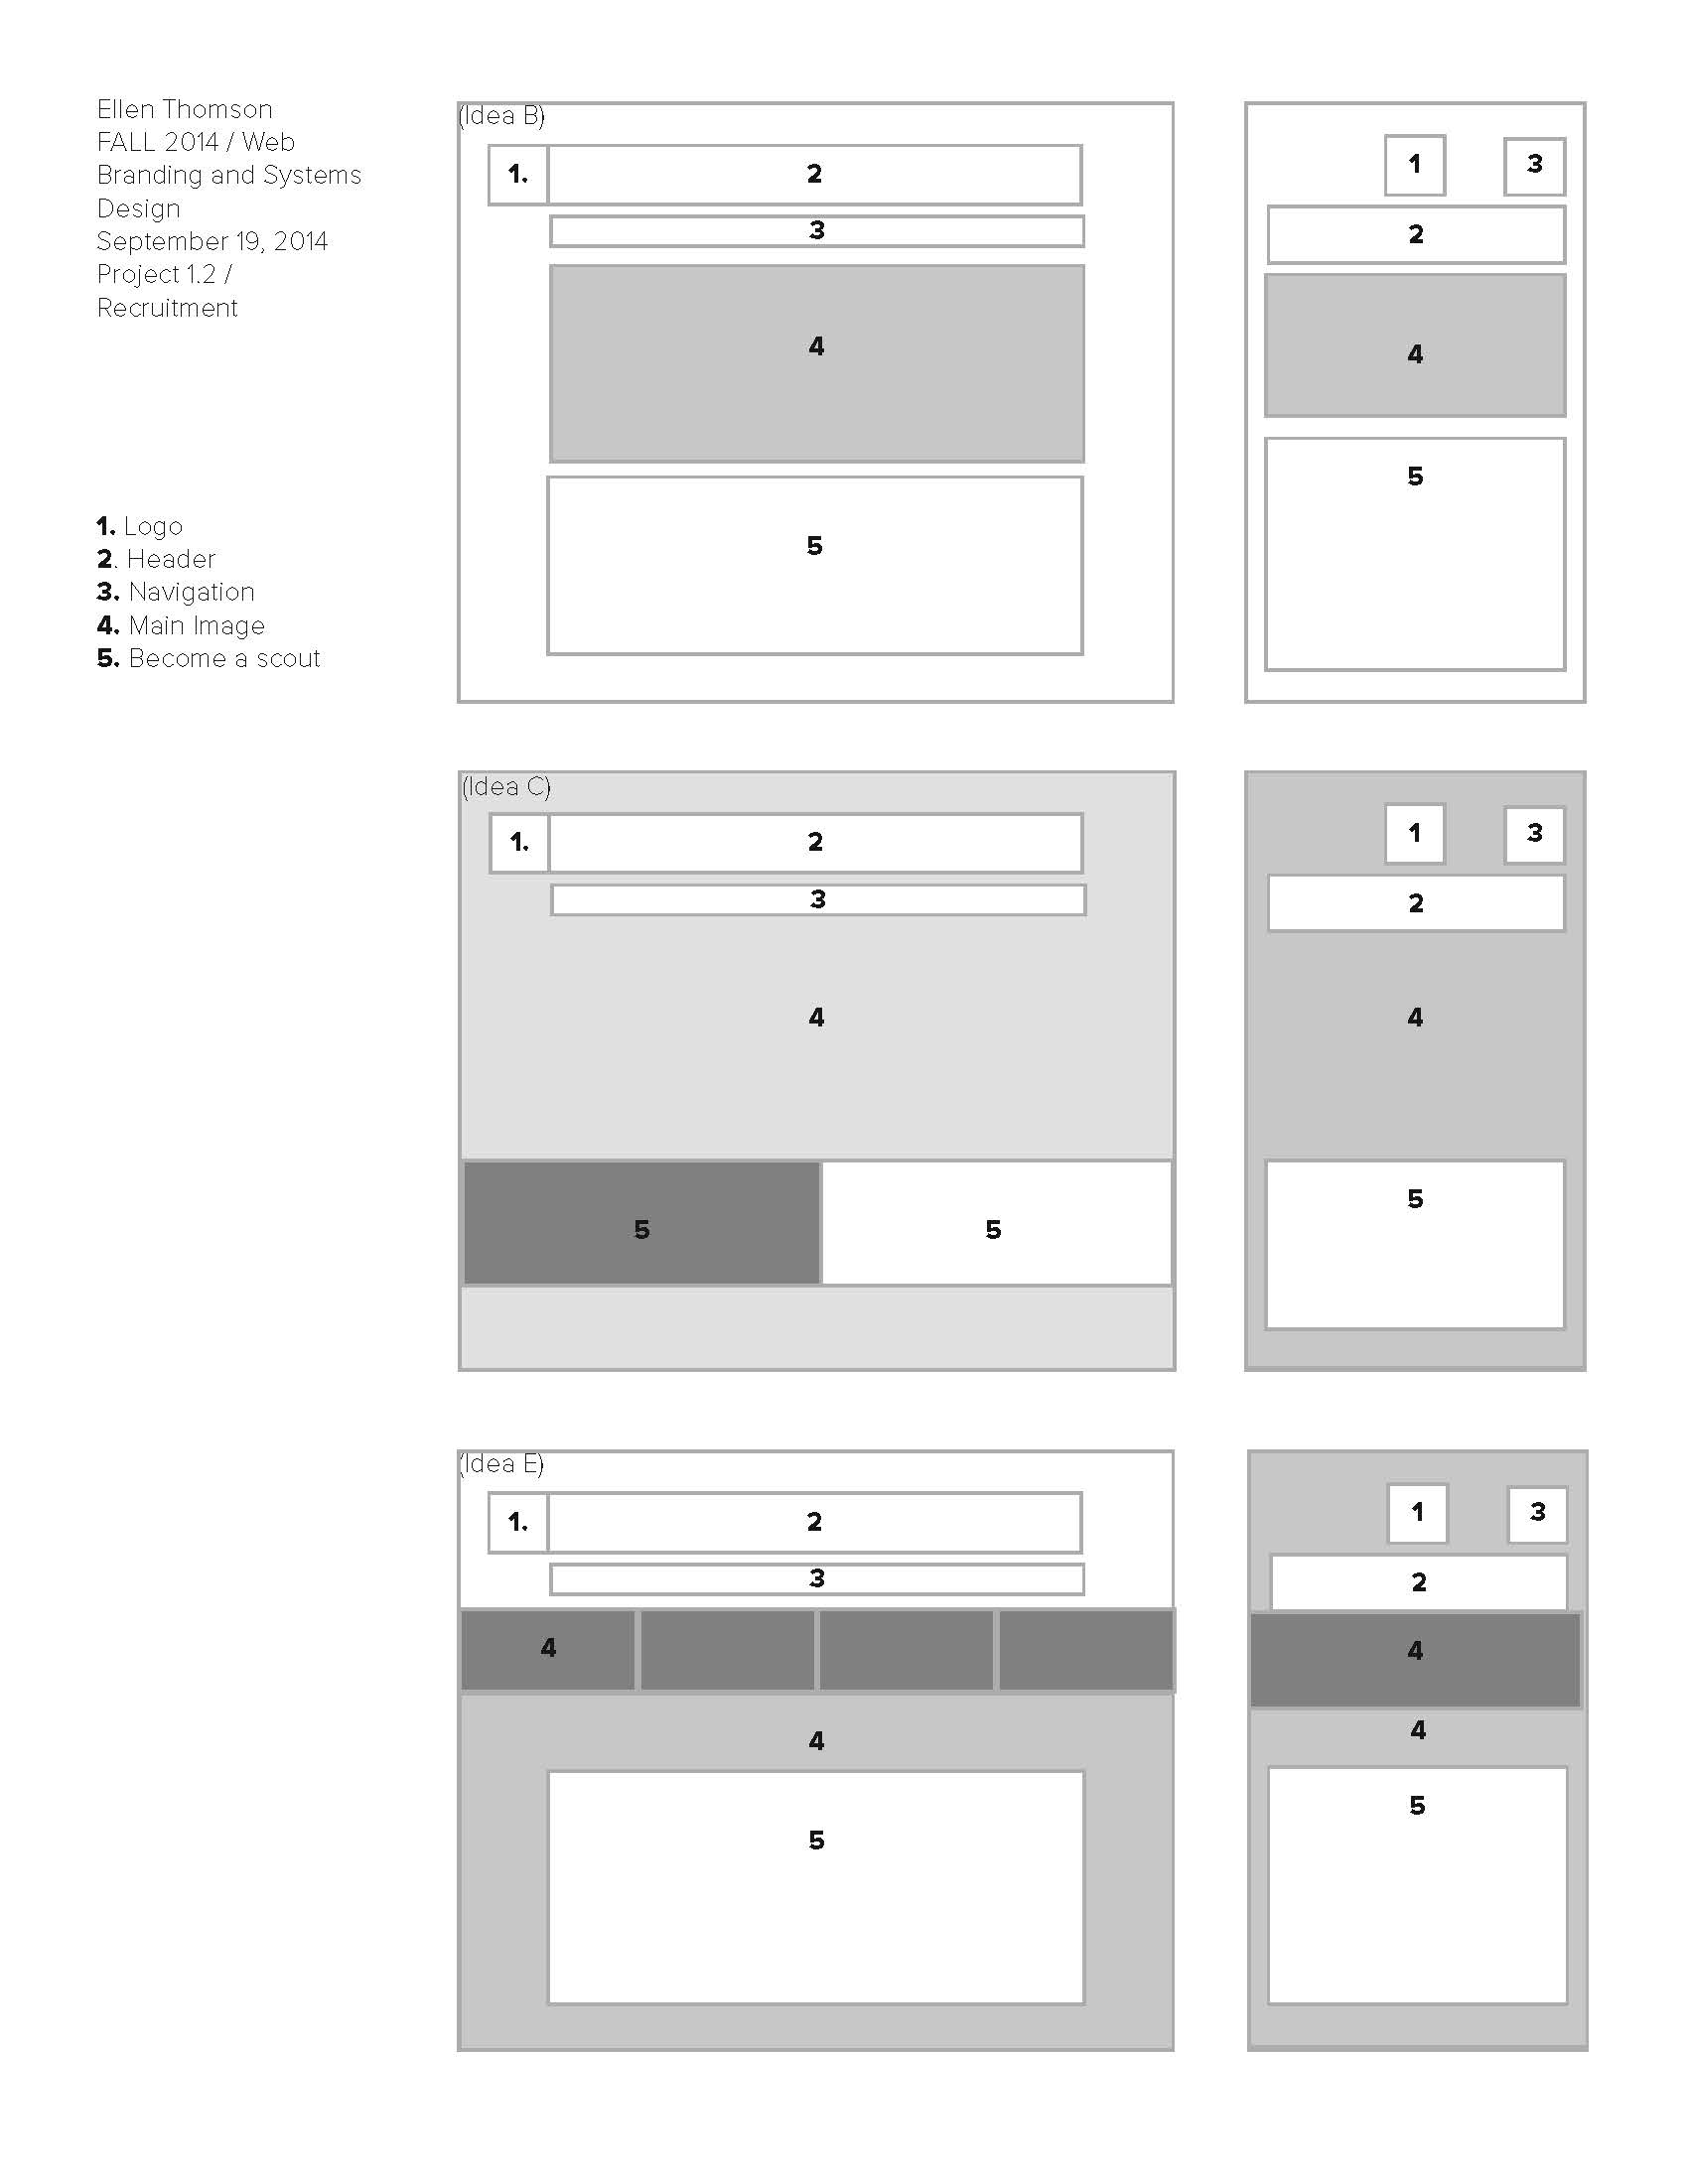 Ellen Thomson
FALL 2014 / Web
Branding and Systems
Design
September 19, 2014
Project 1.2 /
Recruitment
1. Logo
2. Header
3. Navigation
4. Main Image
5. Become a scout
(Idea B)
1.
2
3
4
5
1
3
2
4
5
(Idea C)
1.
2
3
4
5
5
1
3
2
4
5
(Idea E)
1.
2
3
4
4
5
1
3
2
4
4
5